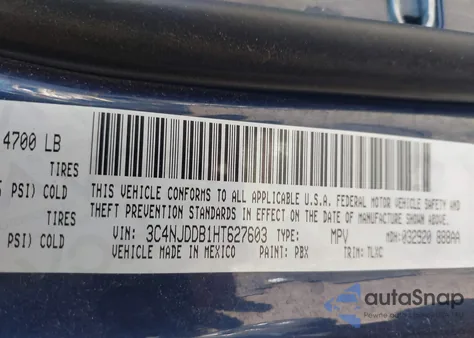 4700 LB
TIRES
PSI) COLD
THIS VEHICLE CONFORMS TO ALL APPLICABLE U.S.A. FEDERAL MOTOR VEHICLE SAFETY AND
THEFT PREVENTION STANDARDS IN EFFECT ON THE DATE OF MANUFACTURE SHOWN ABOVE.
TIRES
PSI) COLD
VIN: 3C4NJDDB1HT627603 TYPE: MPV MDH: 032920
VEHICLE MADE IN MEXICO PAINT: PBX TRIM: TLXC
autoSnap